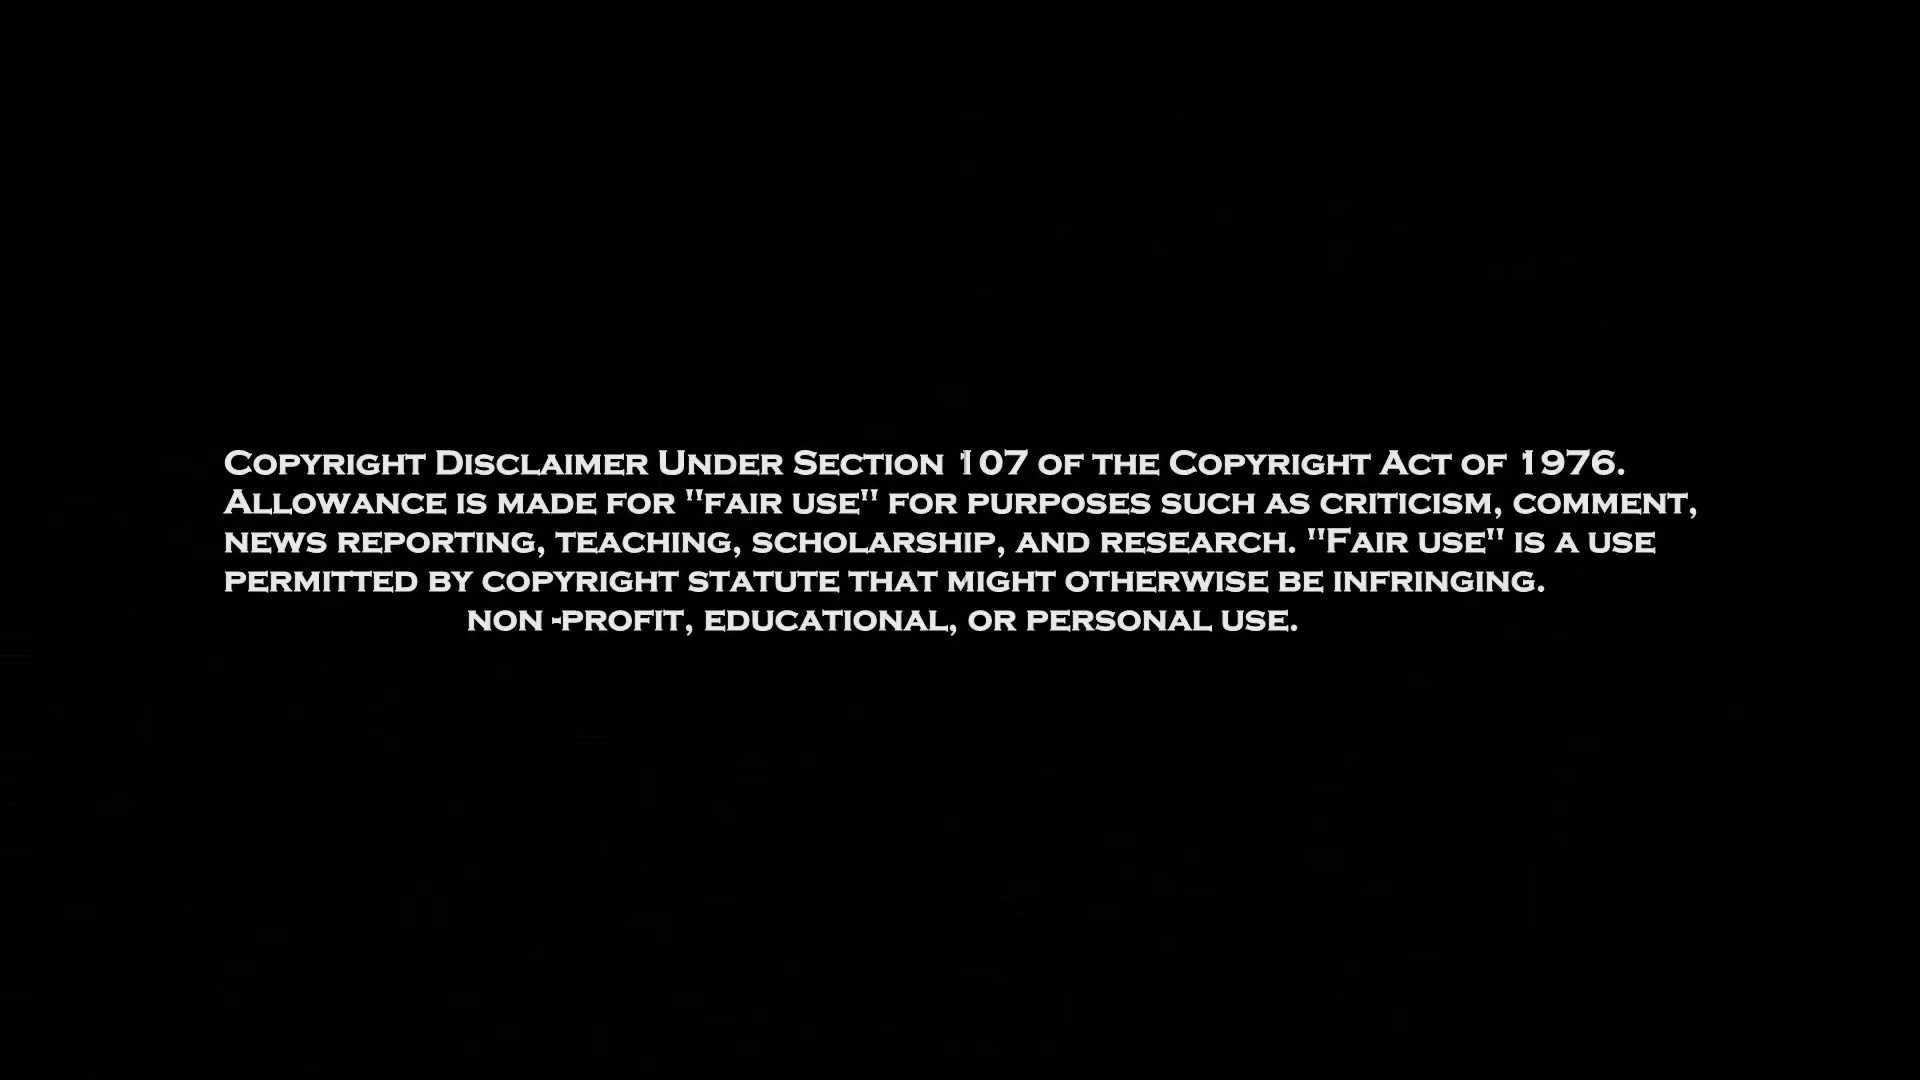 Copyright Disclaimer Under Section 107 of the Copyright Act of 1976.
Allowance is made for "fair use" for purposes such as criticism, comment,
news reporting, teaching, scholarship, and research. "Fair use" is a use
permitted by copyright statute that might otherwise be infringing.
non -profit, educational, or personal use.